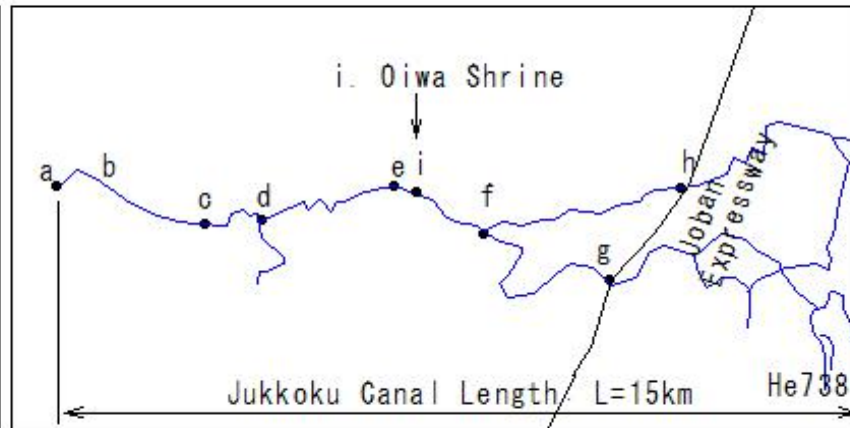 i. Oiwa Shrine
a
b
c
d
e
i
f
g
h
Joban
Expressway
Jukkoku Canal Length L=15km
He738